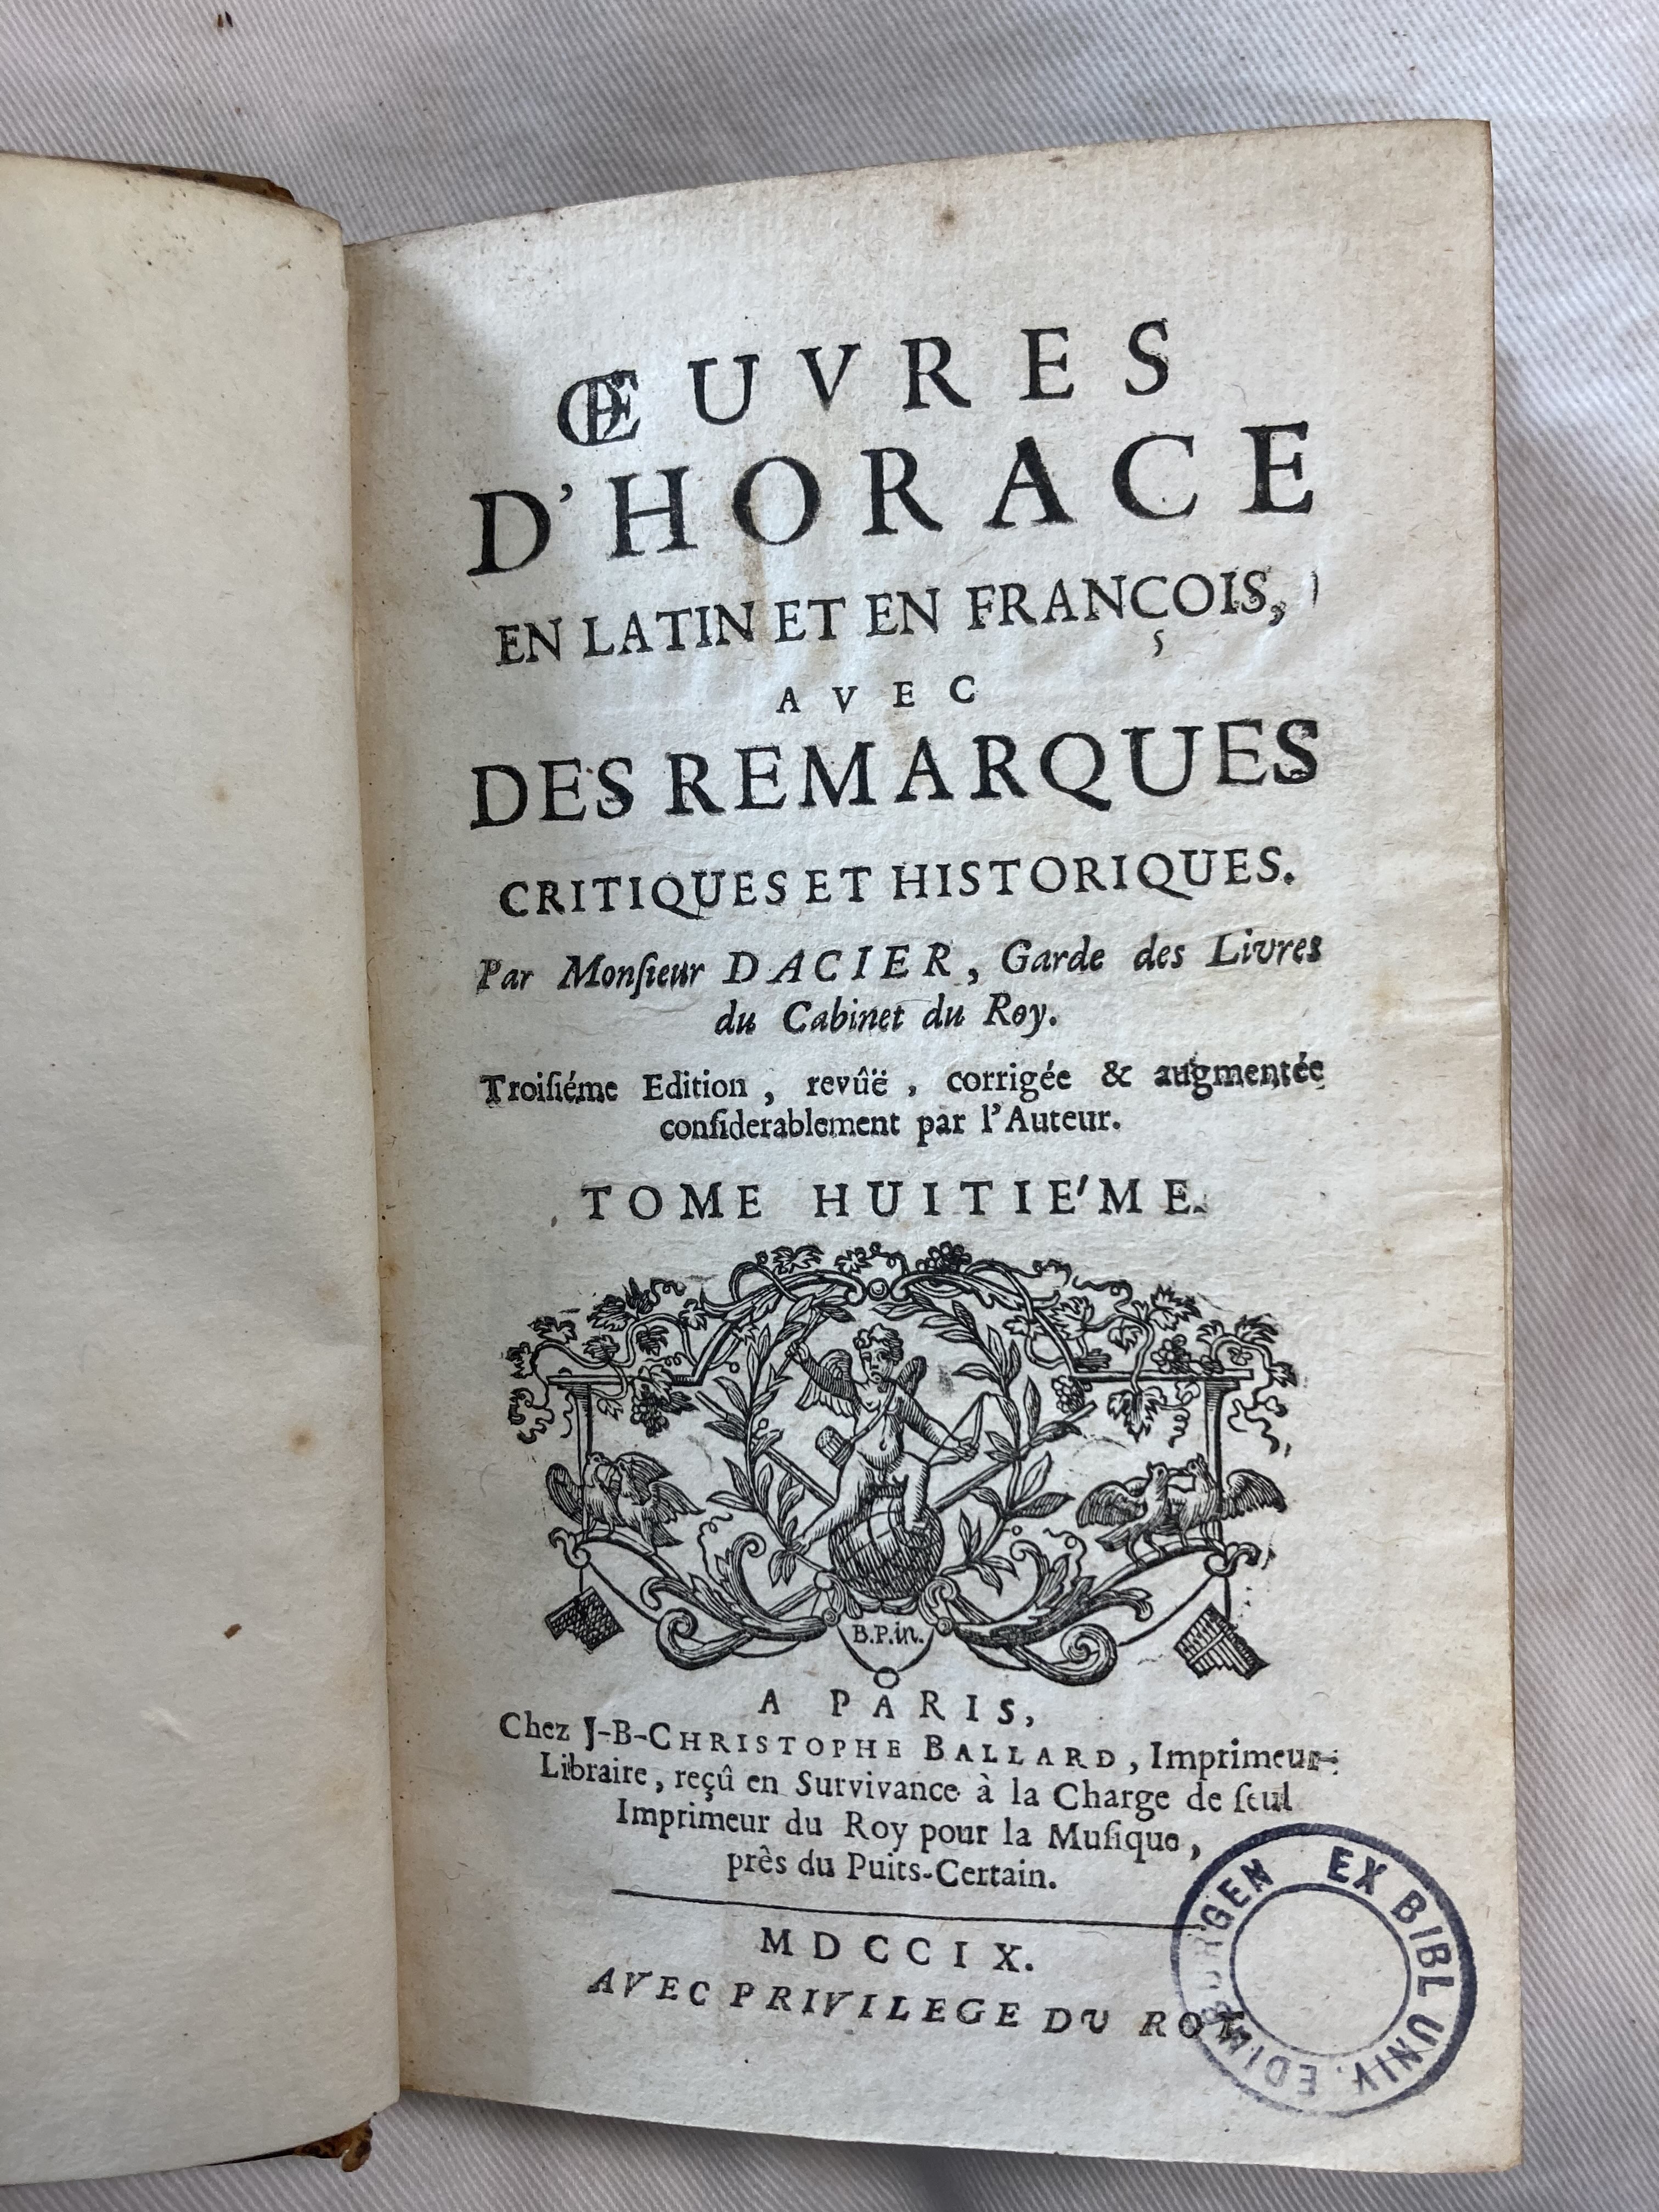 ŒUVRES
D'HORACE
EN LATIN ET EN FRANÇOIS,
AVEC
DES REMARQUES
CRITIQUES ET HISTORIQUES.
Par Monſieur DACIER, Garde des Livres
du Cabinet du Roy.
Troiſiéme Edition, revûë, corrigée & augmentée
conſiderablement par l'Auteur.
TOME HUITIE'ME.
B.P.in.
A PARIS,
Chez J-B-CHRISTOPHE BALLARD, Imprimeur-
Libraire, reçû en Survivance à la Charge de ſeul
Imprimeur du Roy pour la Muſique,
près du Puits-Certain.
MDCCIX.
AVEC PRIVILEGE DU ROY.
EX BIBL UNIV. EDINBURGEN